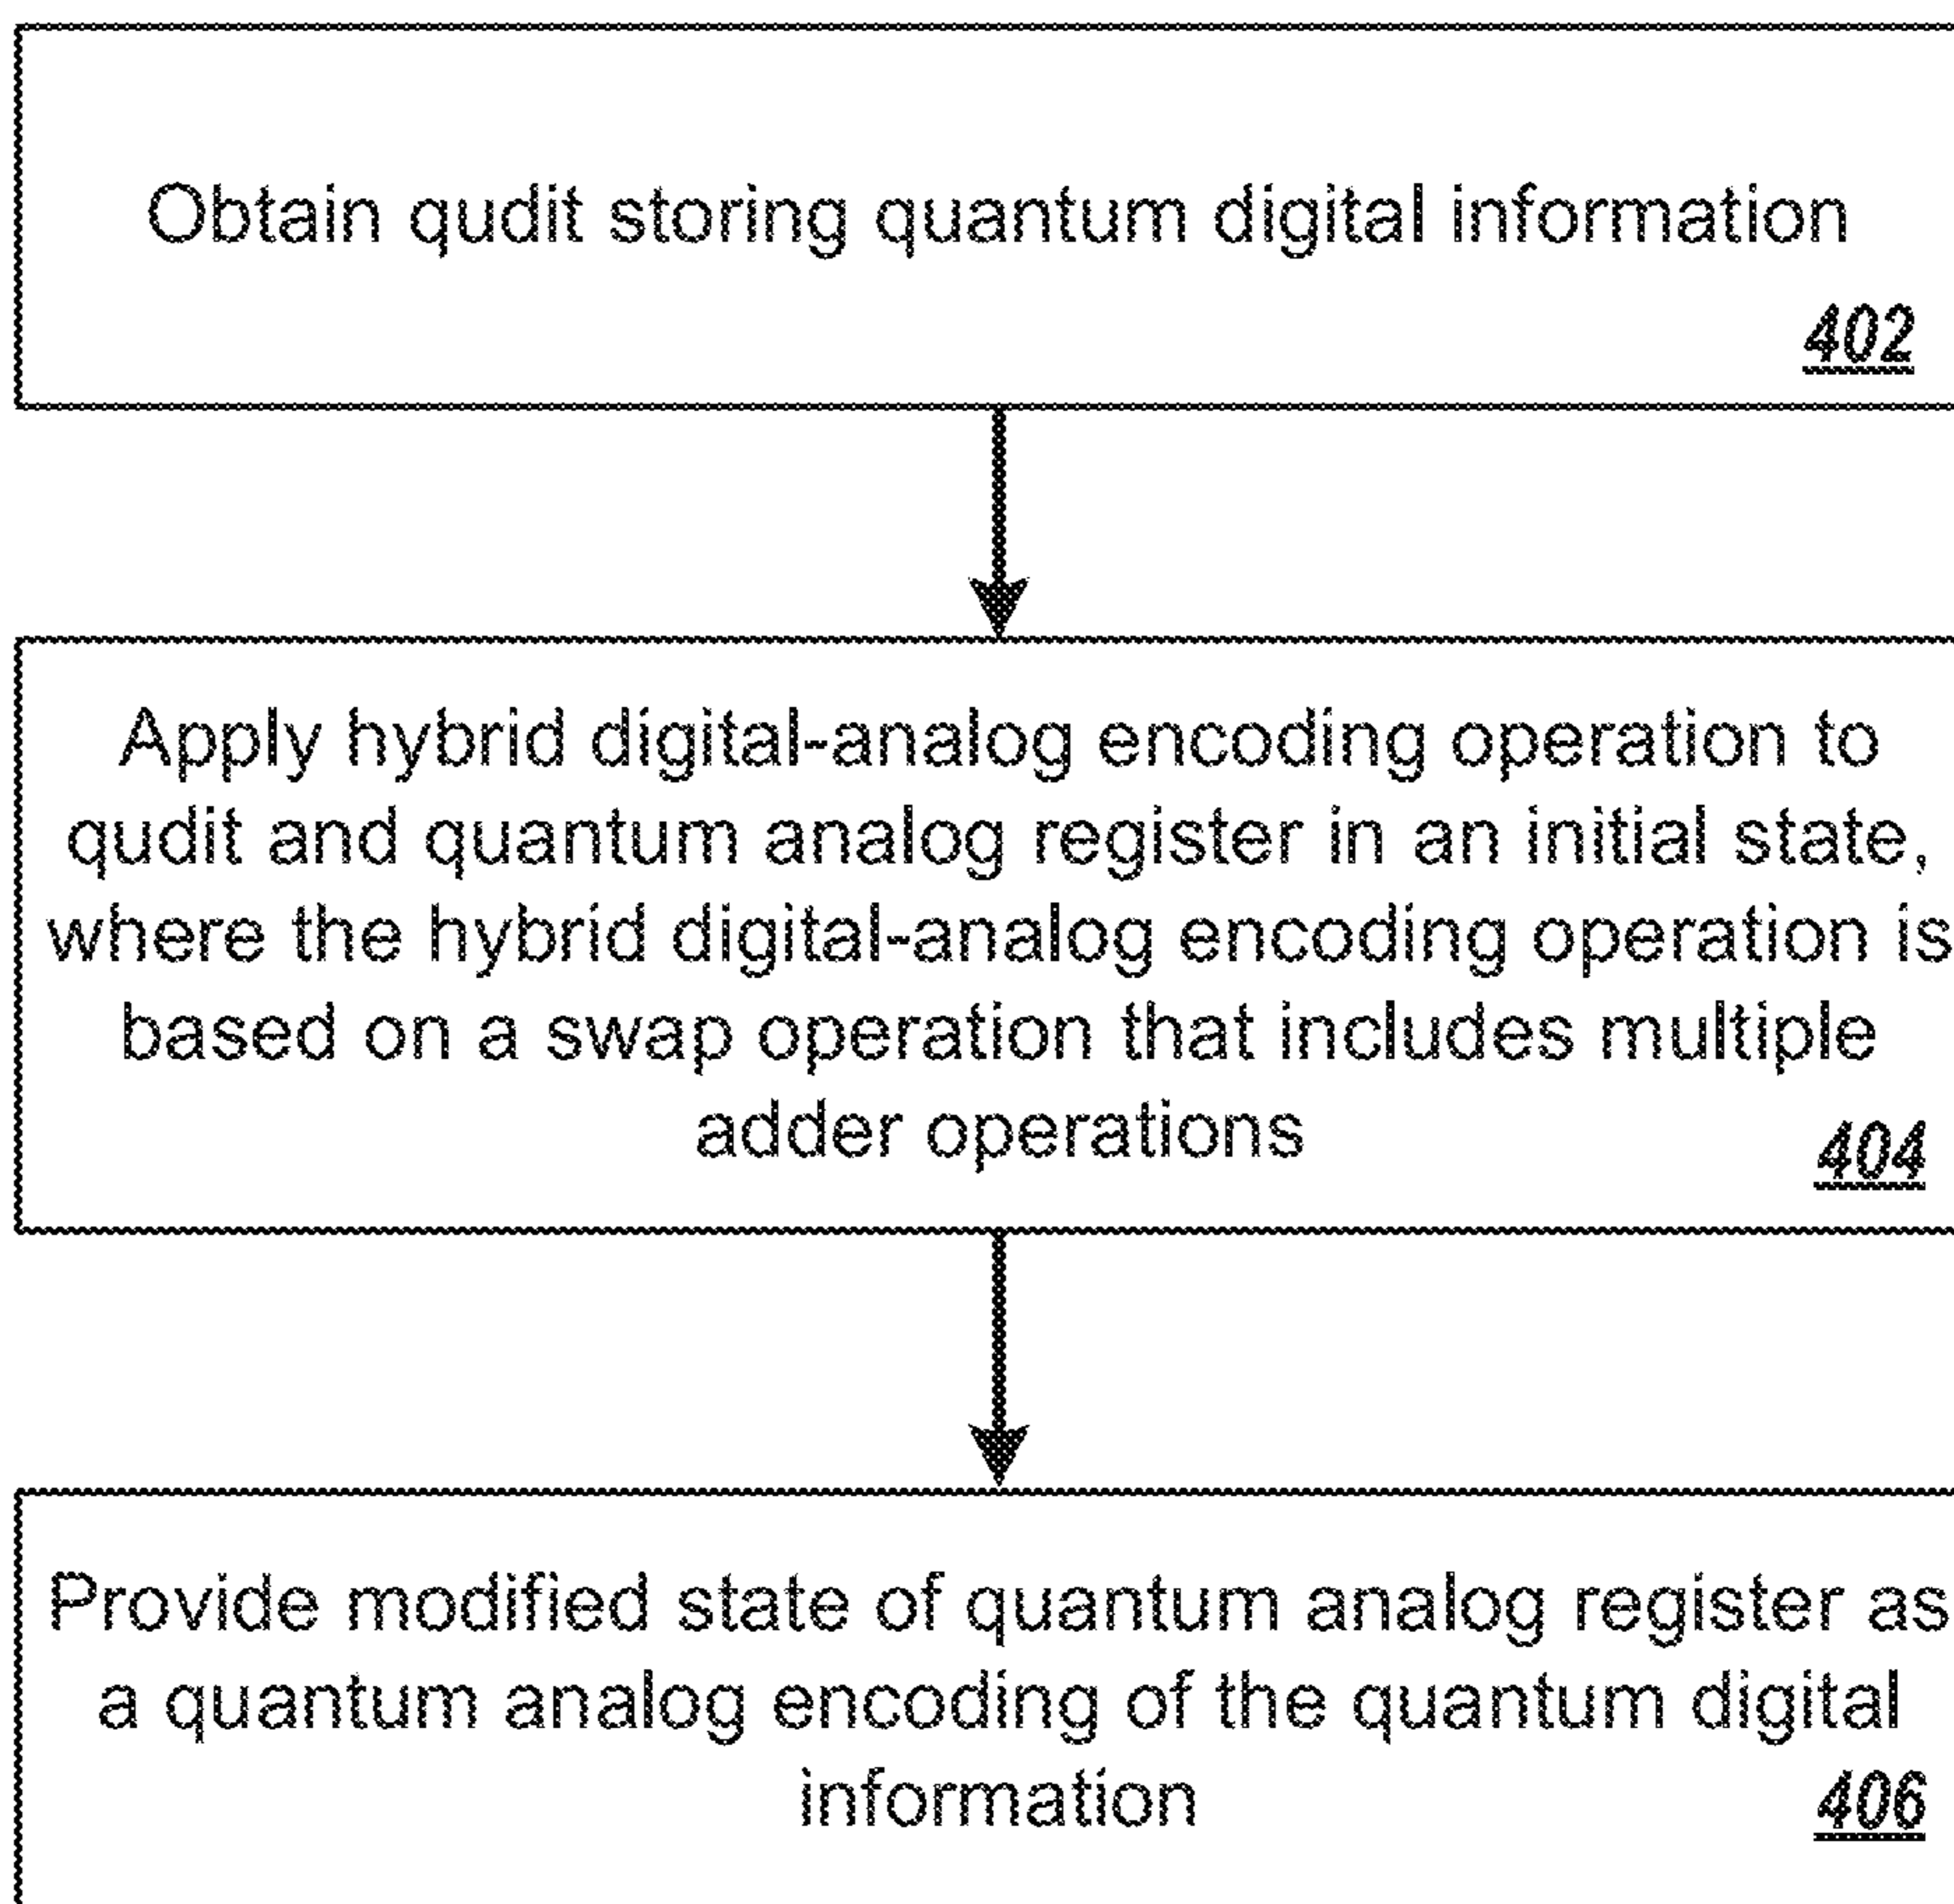 Obtain qudit storing quantum digital information
402
Apply hybrid digital-analog encoding operation to
qudit and quantum analog register in an initial state,
where the hybrid digital-analog encoding operation is
based on a swap operation that includes multiple
adder operations
404
Provide modified state of quantum analog register as
a quantum analog encoding of the quantum digital
information
406